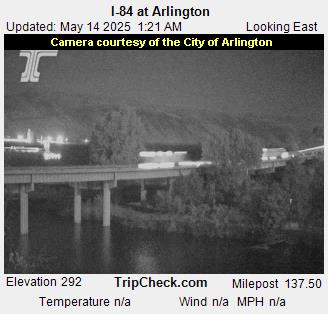 I-84 at Arlington
Updated: May 14 2025 1:21 AM Looking East
Camera courtesy of the City of Arlington
Elevation 292 TripCheck.com Milepost 137.50
Temperature n/a Wind n/a MPH n/a